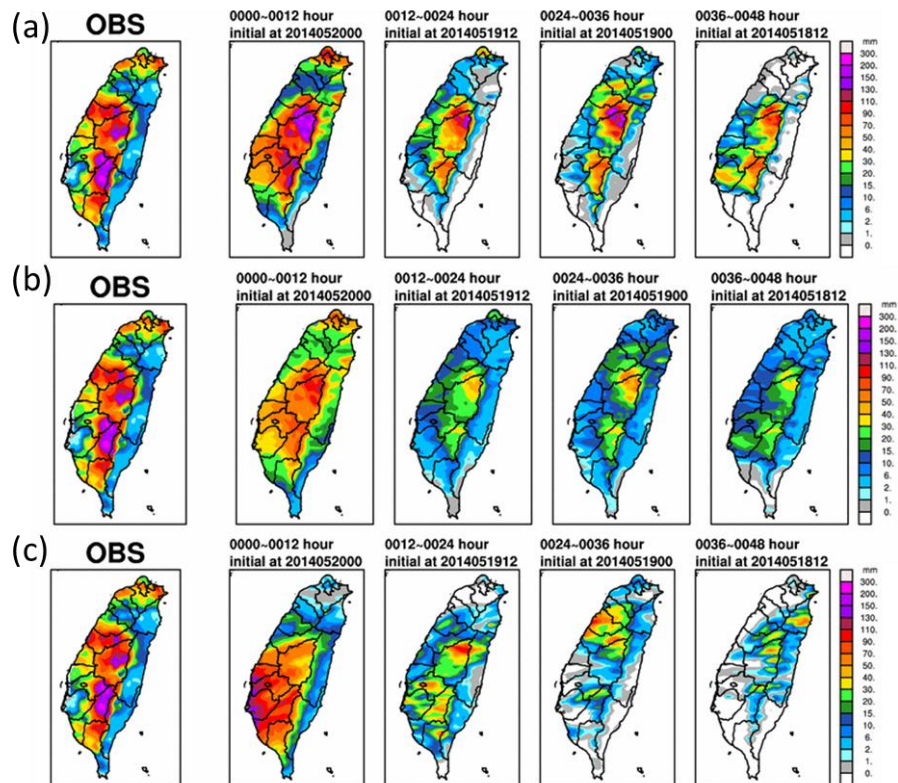 (a)
OBS
0000~0012 hour
initial at 2014052000
0012~0024 hour
initial at 2014051912
0024~0036 hour
initial at 2014051900
0036~0048 hour
initial at 2014051812
mm
300.
200.
150.
130.
110.
90.
70.
50.
40.
30.
20.
15.
10.
6.
2.
1.
0.
(b)
OBS
0000~0012 hour
initial at 2014052000
0012~0024 hour
initial at 2014051912
0024~0036 hour
initial at 2014051900
0036~0048 hour
initial at 2014051812
mm
300.
200.
150.
130.
110.
90.
70.
50.
40.
30.
20.
15.
10.
6.
2.
1.
0.
(c)
OBS
0000~0012 hour
initial at 2014052000
0012~0024 hour
initial at 2014051912
0024~0036 hour
initial at 2014051900
0036~0048 hour
initial at 2014051812
mm
300.
200.
150.
130.
110.
90.
70.
50.
40.
30.
20.
15.
10.
6.
2.
1.
0.